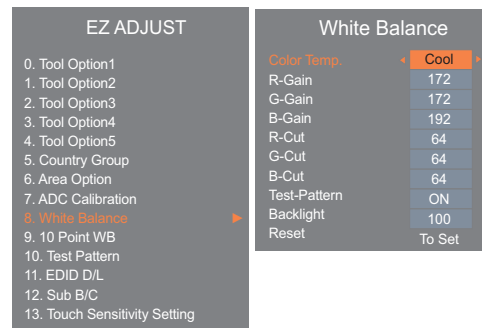 EZ ADJUST
0. Tool Option1
1. Tool Option2
2. Tool Option3
3. Tool Option4
4. Tool Option5
5. Country Group
6. Area Option
7. ADC Calibration
8. White Balance
9. 10 Point WB
10. Test Pattern
11. EDID D/L
12. Sub B/C
13. Touch Sensitivity Setting
White Balance
Color Temp. Cool
R-Gain 172
G-Gain 172
B-Gain 192
R-Cut 64
G-Cut 64
B-Cut 64
Test-Pattern ON
Backlight 100
Reset To Set